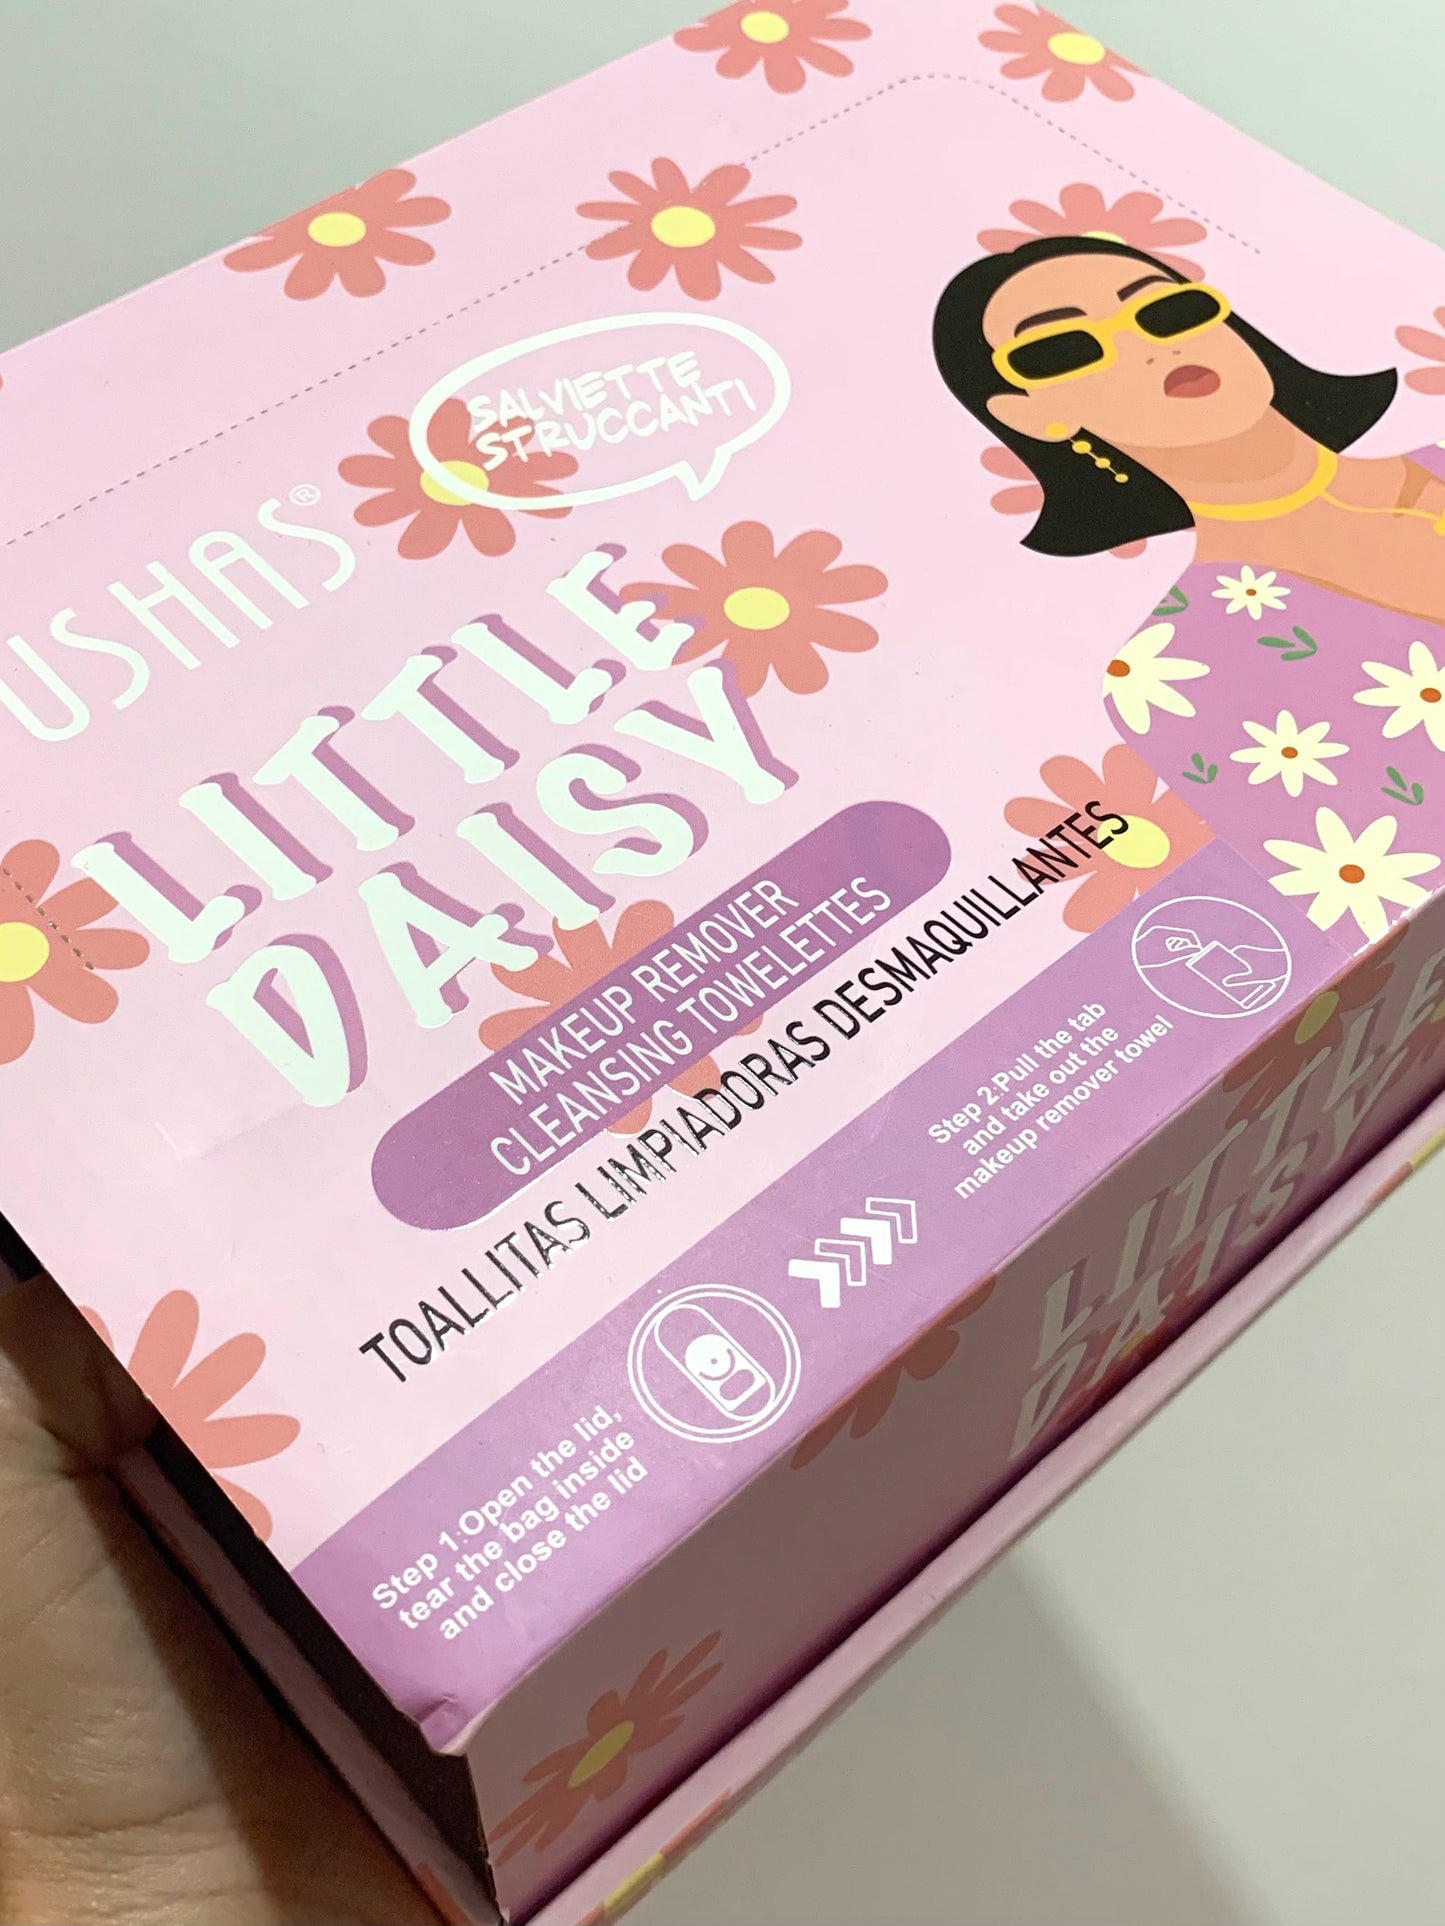 USHAS®
SALVIETTE
STRUCCANTI
LITTLE
DAISY
MAKEUP REMOVER
CLEANSING TOWELETTES
TOALLITAS LIMPIADORAS DESMAQUILLANTES
Step 1:Open the lid,
tear the bag inside
and close the lid
Step 2:Pull the tab
and take out the
makeup remover towel
LITTLE
DAISY